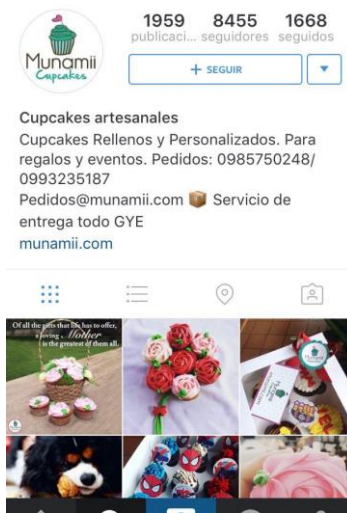 1959 8455 1668
publicaci... seguidores seguidos
Munamii
Cupcakes
+ SEGUIR
Cupcakes artesanales
Cupcakes Rellenos y Personalizados. Para
regalos y eventos. Pedidos: 0985750248/
0993235187
Pedidos@munamii.com 📦 Servicio de
entrega todo GYE
munamii.com
Of all the gifts that life has to offer,
a loving Mother
is the greatest of them all.
Munamii